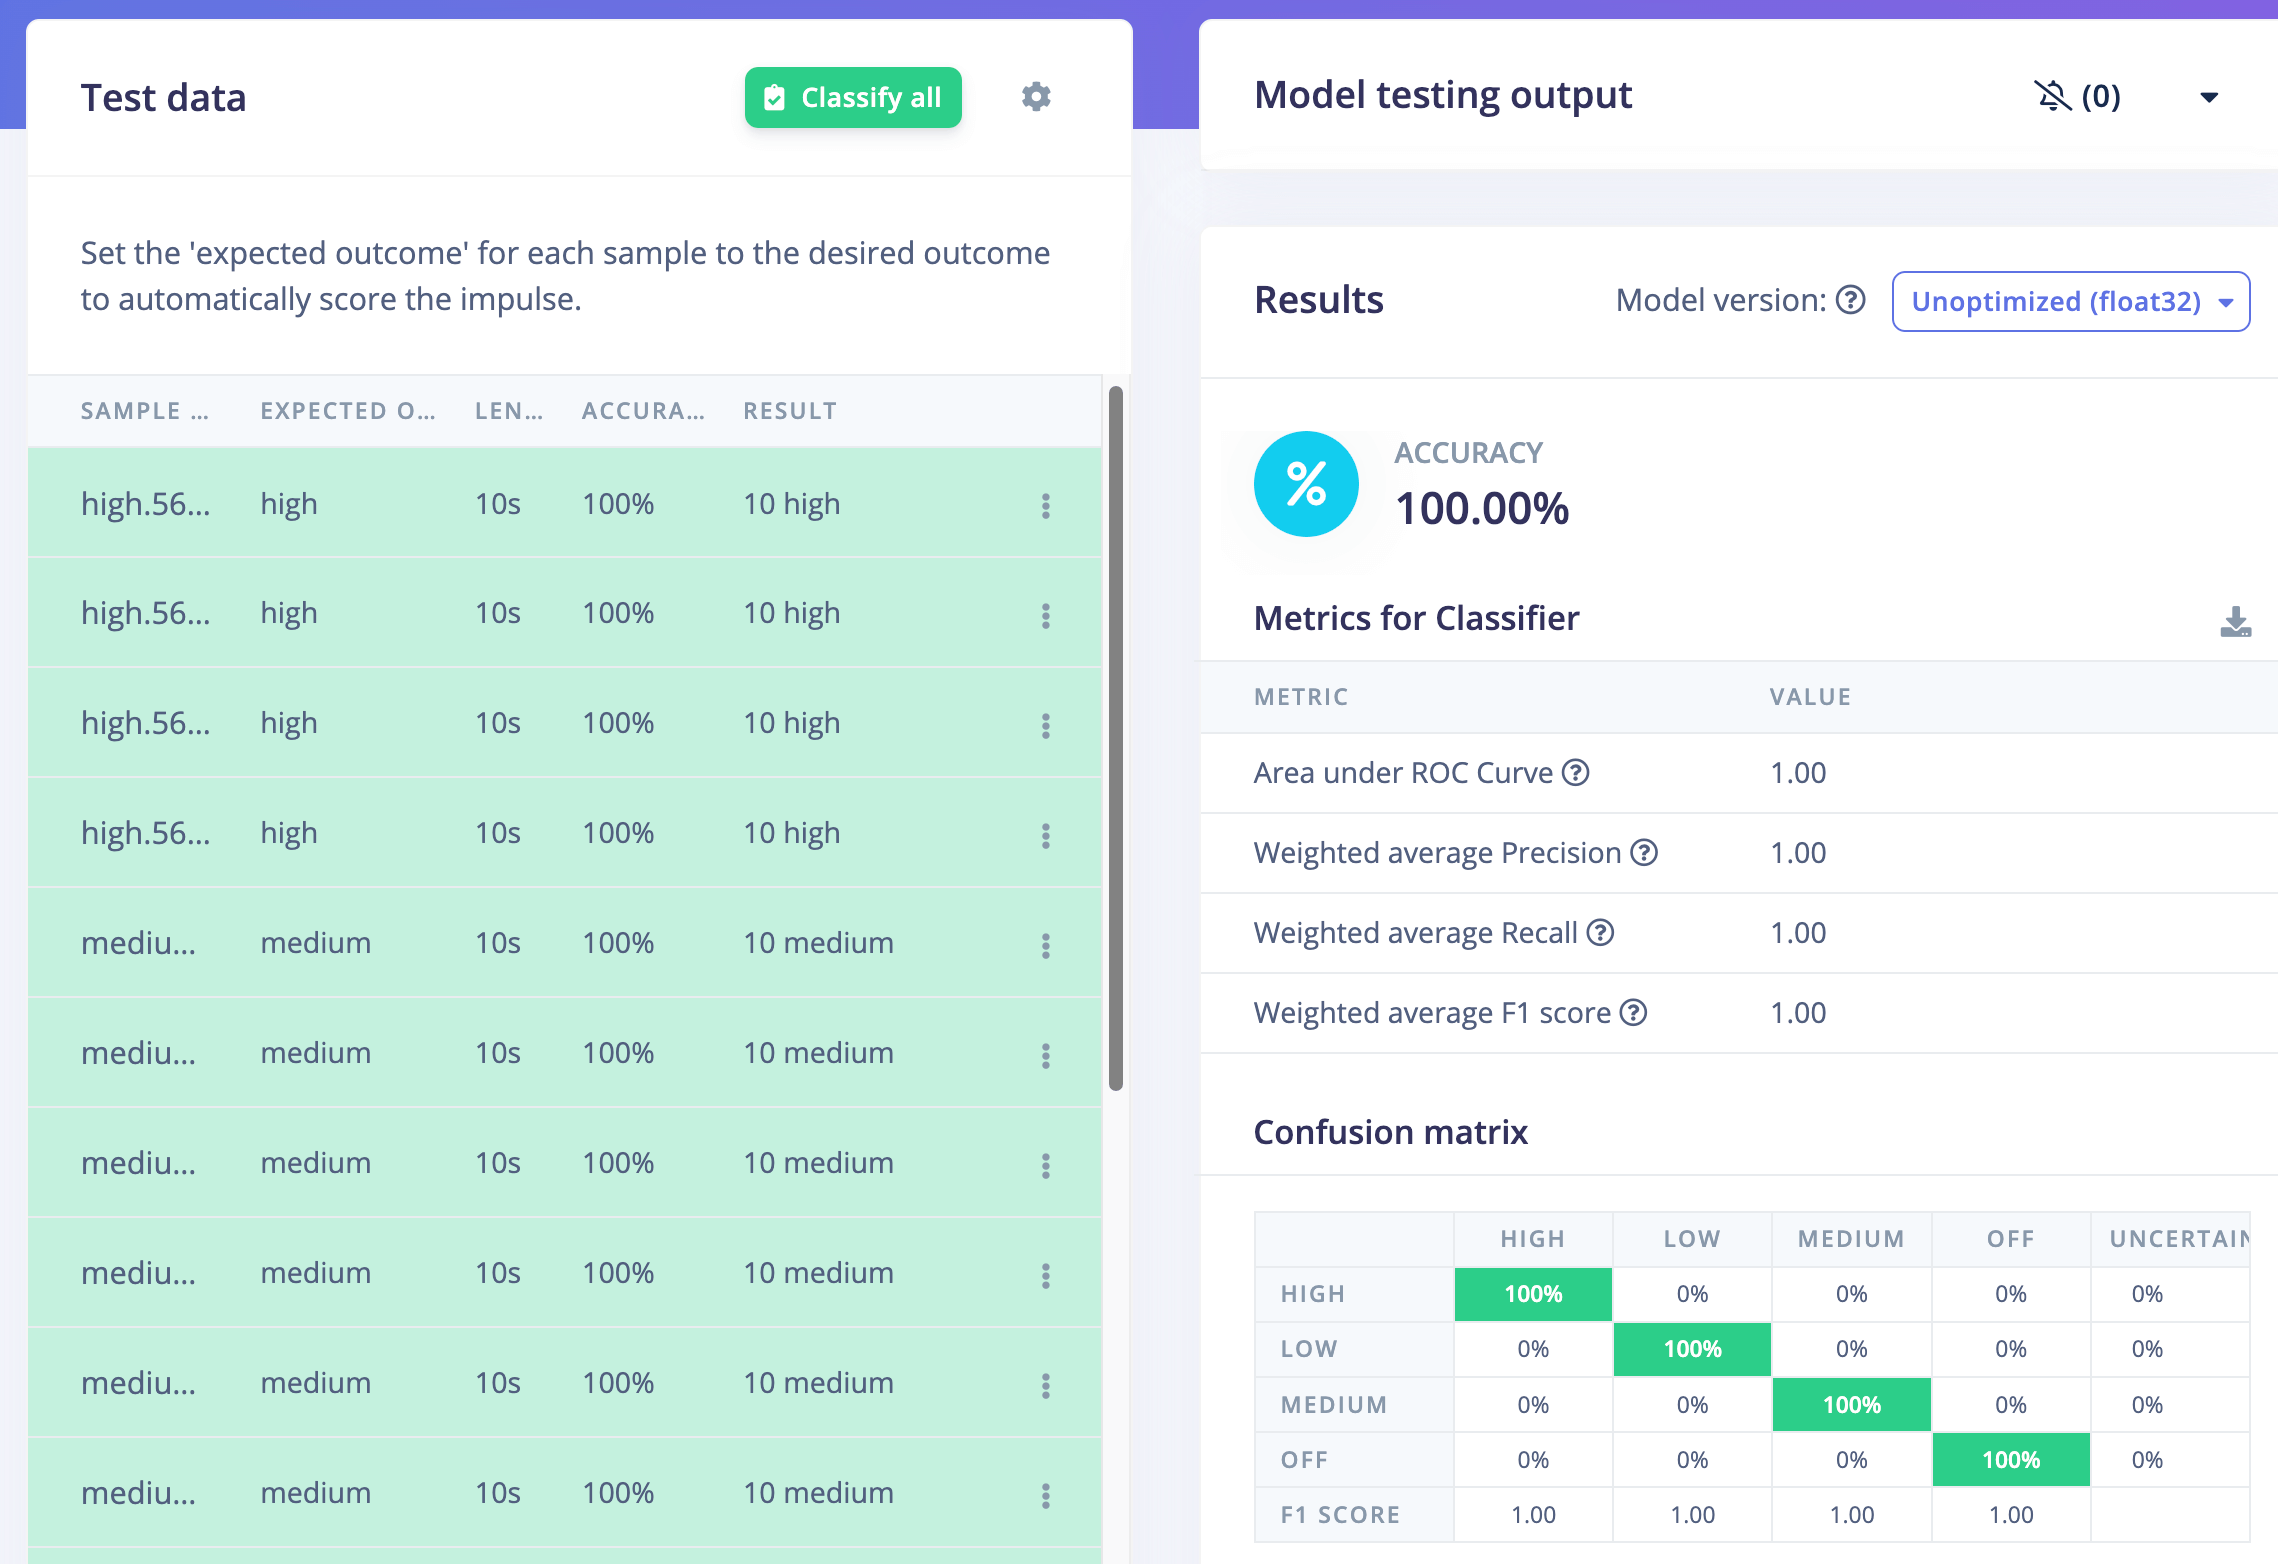 Test data
Classify all
Set the 'expected outcome' for each sample to the desired outcome
to automatically score the impulse.
SAMPLE ... EXPECTED O... LEN... ACCURA... RESULT
high.56... high 10s 100% 10 high
high.56... high 10s 100% 10 high
high.56... high 10s 100% 10 high
high.56... high 10s 100% 10 high
mediu... medium 10s 100% 10 medium
mediu... medium 10s 100% 10 medium
mediu... medium 10s 100% 10 medium
mediu... medium 10s 100% 10 medium
mediu... medium 10s 100% 10 medium
mediu... medium 10s 100% 10 medium
Model testing output (0)
Results Model version: Unoptimized (float32)
%
ACCURACY
100.00%
Metrics for Classifier
METRIC VALUE
Area under ROC Curve 1.00
Weighted average Precision 1.00
Weighted average Recall 1.00
Weighted average F1 score 1.00
Confusion matrix
HIGH LOW MEDIUM OFF UNCERTAIN
HIGH 100% 0% 0% 0% 0%
LOW 0% 100% 0% 0% 0%
MEDIUM 0% 0% 100% 0% 0%
OFF 0% 0% 0% 100% 0%
F1 SCORE 1.00 1.00 1.00 1.00